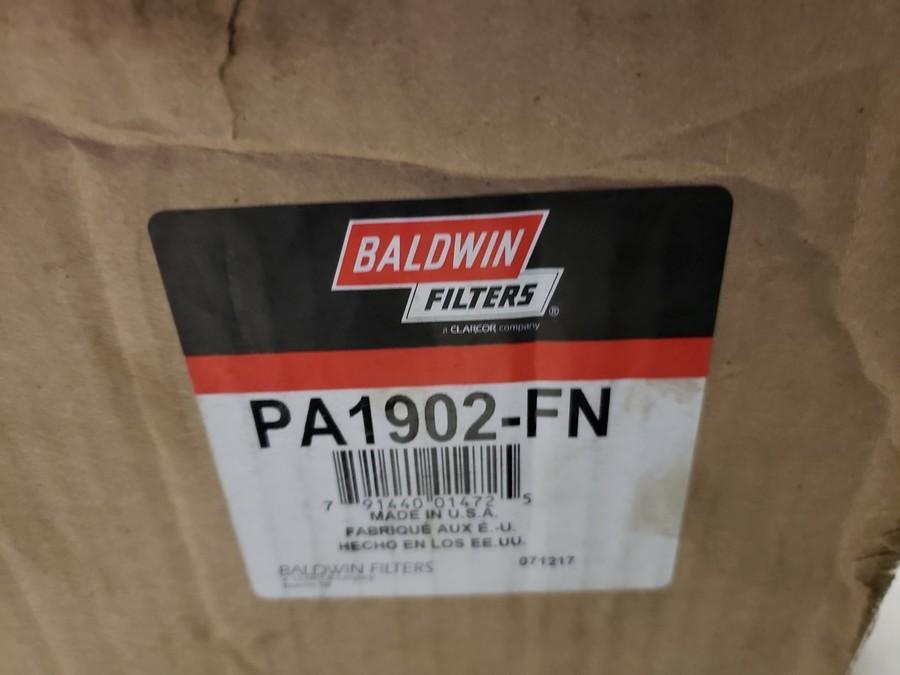 BALDWIN
FILTERS®
a CLARCOR company
PA1902-FN
7 91440 01472 5
MADE IN U.S.A.
FABRIQUÉ AUX É.-U.
HECHO EN LOS EE.UU.
BALDWIN FILTERS
071217